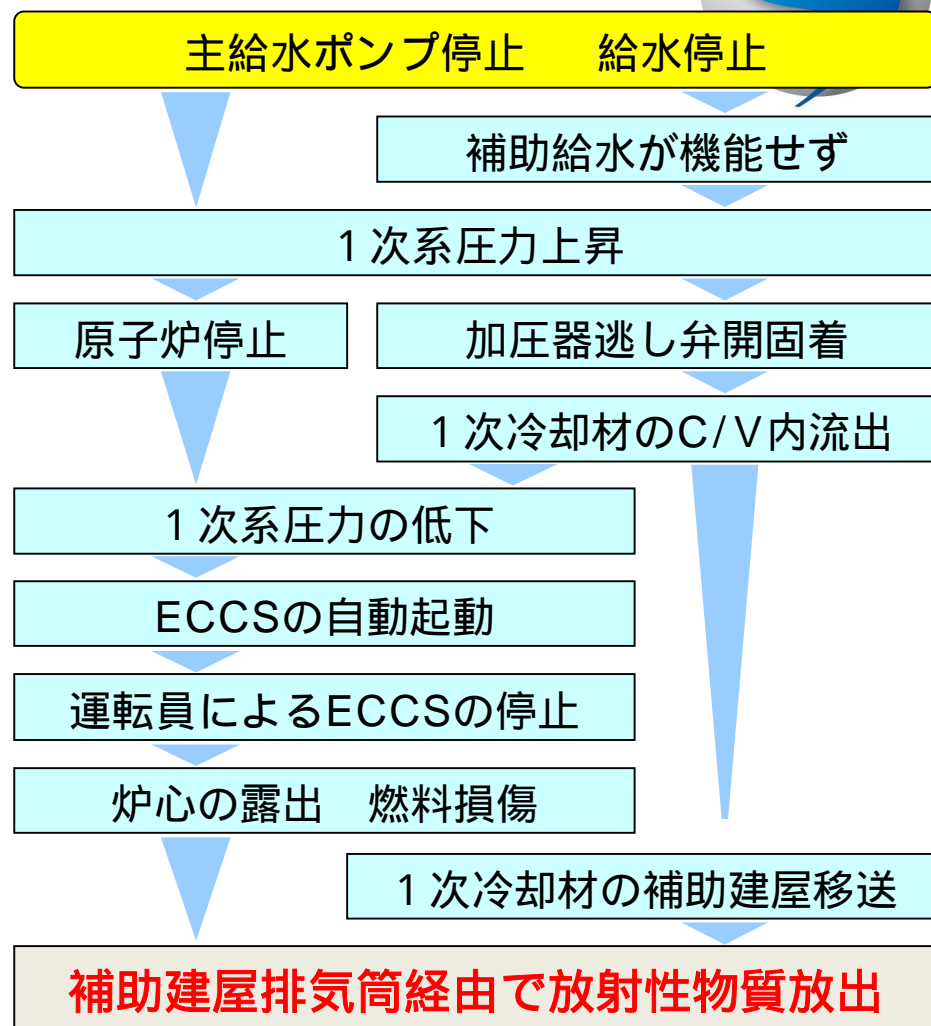 主給水ポンプ停止　給水停止
補助給水が機能せず
１次系圧力上昇
原子炉停止
加圧器逃し弁開固着
１次冷却材のC/V内流出
１次系圧力の低下
ECCSの自動起動
運転員によるECCSの停止
炉心の露出　燃料損傷
１次冷却材の補助建屋移送
補助建屋排気筒経由で放射性物質放出